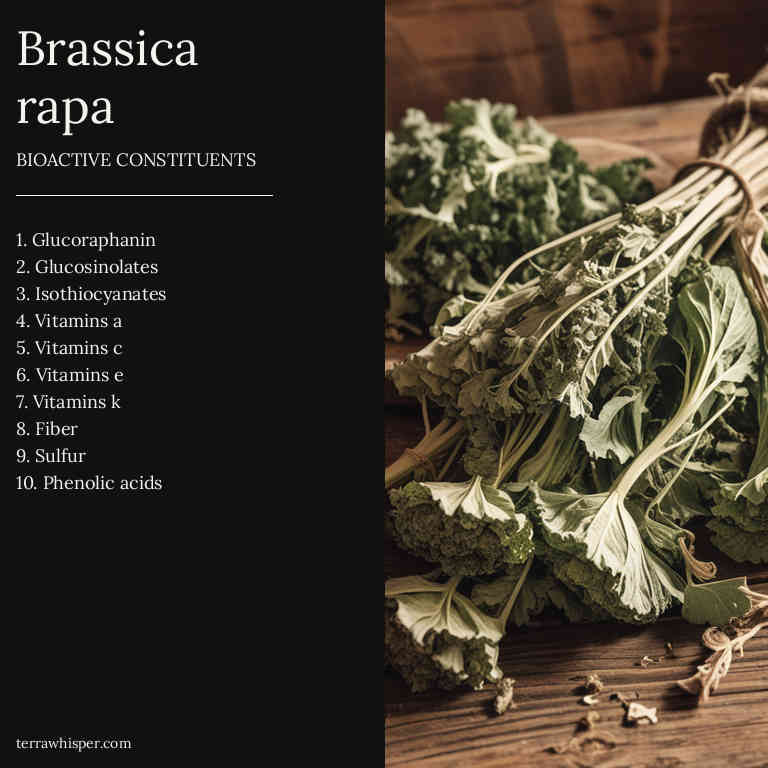 Brassica
rapa
BIOACTIVE CONSTITUENTS
1. Glucoraphanin
2. Glucosinolates
3. Isothiocyanates
4. Vitamins a
5. Vitamins c
6. Vitamins e
7. Vitamins k
8. Fiber
9. Sulfur
10. Phenolic acids
terrawhisper.com